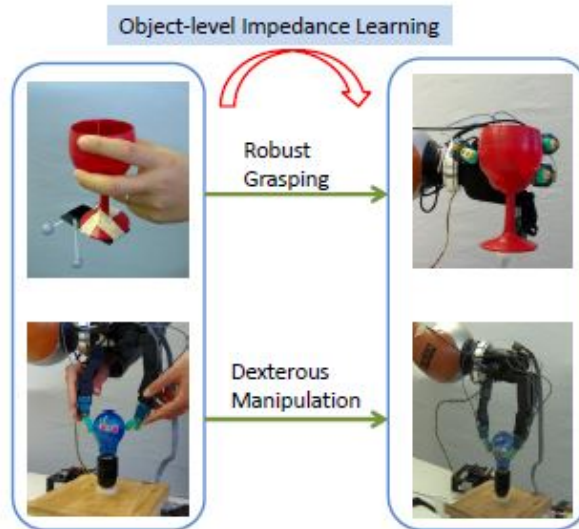 Object-level Impedance Learning
Robust
Grasping
Dexterous
Manipulation